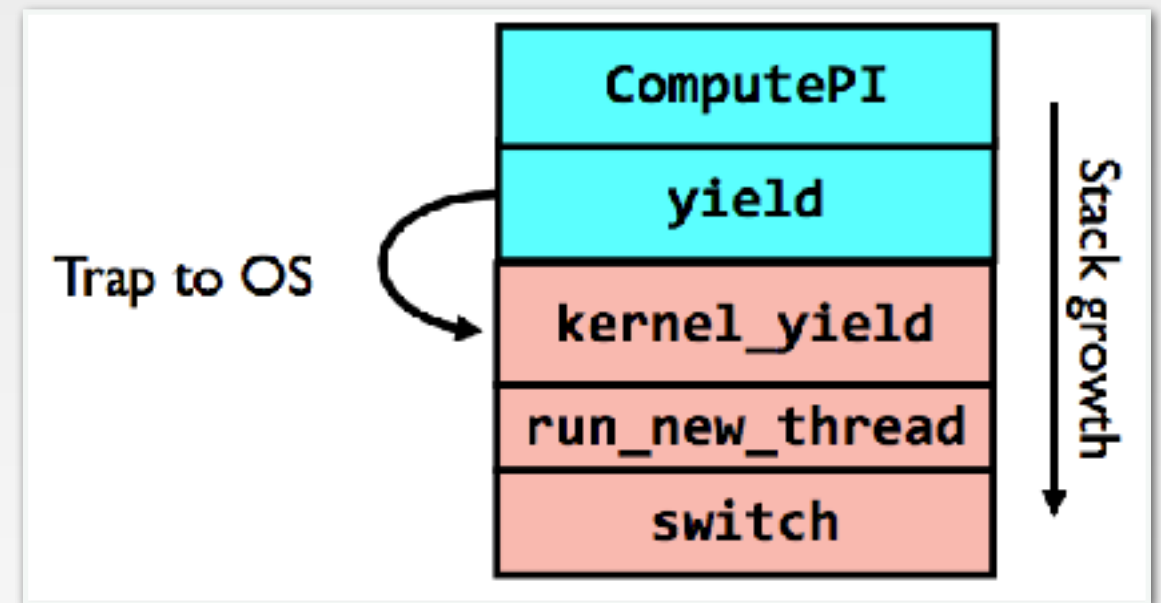 ComputePI
yield
Trap to OS
kernel_yield
run_new_thread
switch
Stack growth